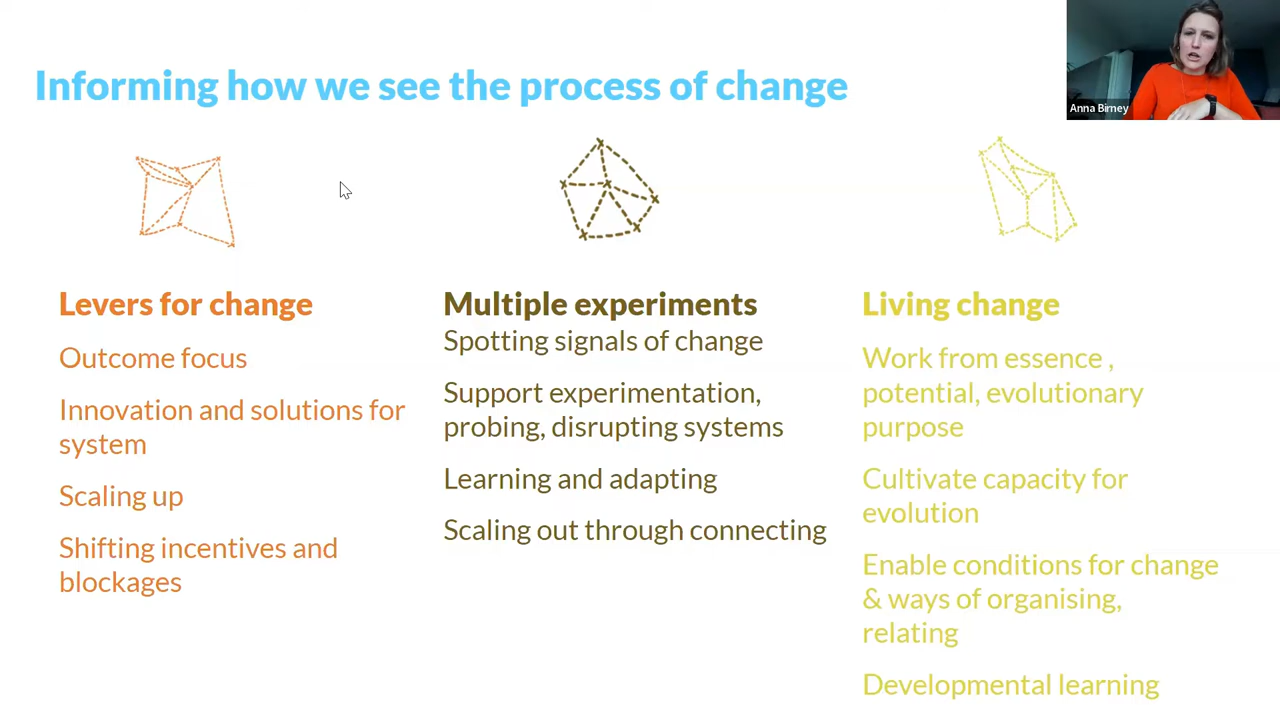 Informing how we see the process of change
Anna Birney
Levers for change
Outcome focus
Innovation and solutions for
system
Scaling up
Shifting incentives and
blockages
Multiple experiments
Spotting signals of change
Support experimentation,
probing, disrupting systems
Learning and adapting
Scaling out through connecting
Living change
Work from essence ,
potential, evolutionary
purpose
Cultivate capacity for
evolution
Enable conditions for change
& ways of organising,
relating
Developmental learning